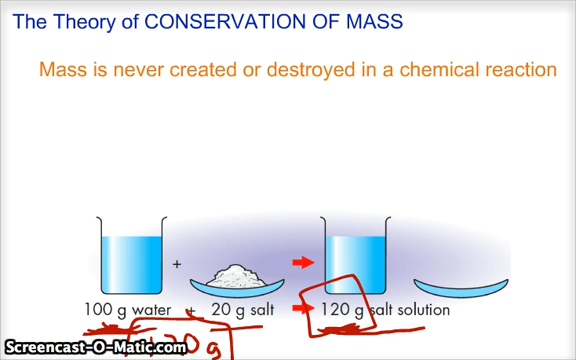 The Theory of CONSERVATION OF MASS
Mass is never created or destroyed in a chemical reaction
+
100 g water + 20 g salt → 120 g salt solution
20 g
Screencast-O-Matic.com